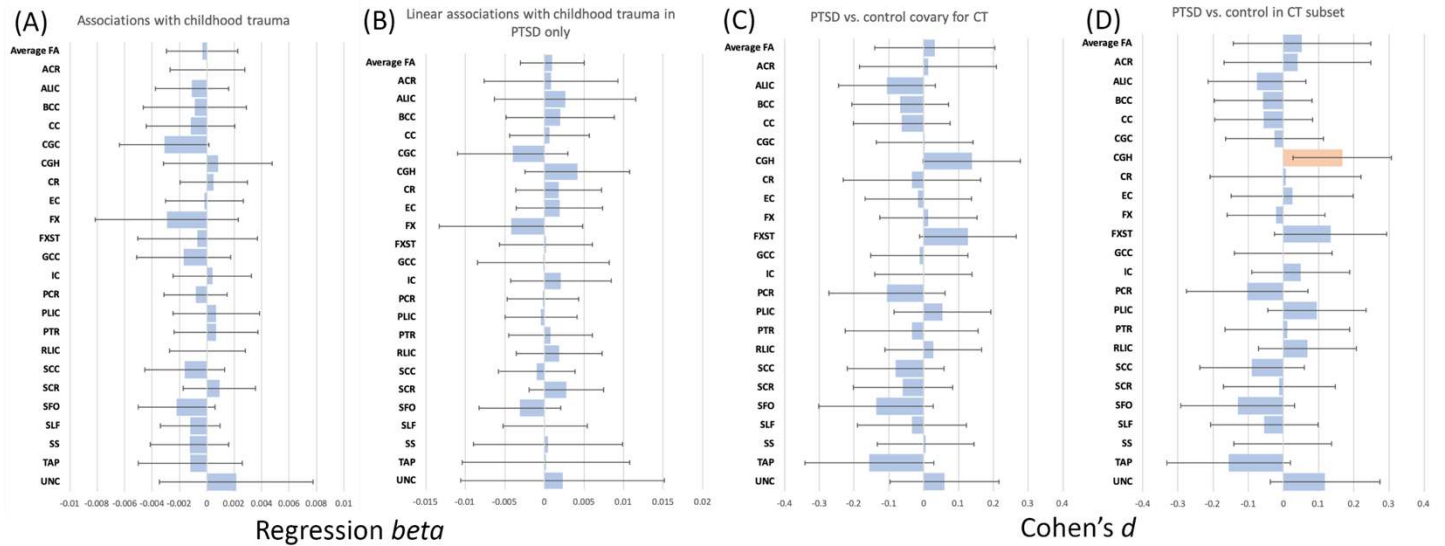 (A)
Associations with childhood trauma
Average FA
ACR
ALIC
BCC
CC
CGC
CGH
CR
EC
FX
FXST
GCC
IC
PCR
PLIC
PTR
RLIC
SCC
SCR
SFO
SLF
SS
TAP
UNC
-0.01 -0.008 -0.006 -0.004 -0.002 0 0.002 0.004 0.006 0.008 0.01
(B)
Linear associations with childhood trauma in
PTSD only
Average FA
ACR
ALIC
BCC
CC
CGC
CGH
CR
EC
FX
FXST
GCC
IC
PCR
PLIC
PTR
RLIC
SCC
SCR
SFO
SLF
SS
TAP
UNC
-0.015 -0.01 -0.005 0 0.005 0.01 0.015 0.02
Regression beta
(C)
PTSD vs. control covary for CT
Average FA
ACR
ALIC
BCC
CC
CGC
CGH
CR
EC
FX
FXST
GCC
IC
PCR
PLIC
PTR
RLIC
SCC
SCR
SFO
SLF
SS
TAP
UNC
-0.4 -0.3 -0.2 -0.1 0 0.1 0.2 0.3 0.4
(D)
PTSD vs. control in CT subset
Average FA
ACR
ALIC
BCC
CC
CGC
CGH
CR
EC
FX
FXST
GCC
IC
PCR
PLIC
PTR
RLIC
SCC
SCR
SFO
SLF
SS
TAP
UNC
-0.4 -0.3 -0.2 -0.1 0 0.1 0.2 0.3 0.4
Cohen's d